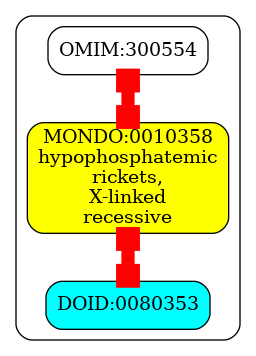 OMIM:300554
MONDO:0010358
hypophosphatemic
rickets,
X-linked
recessive
DOID:0080353